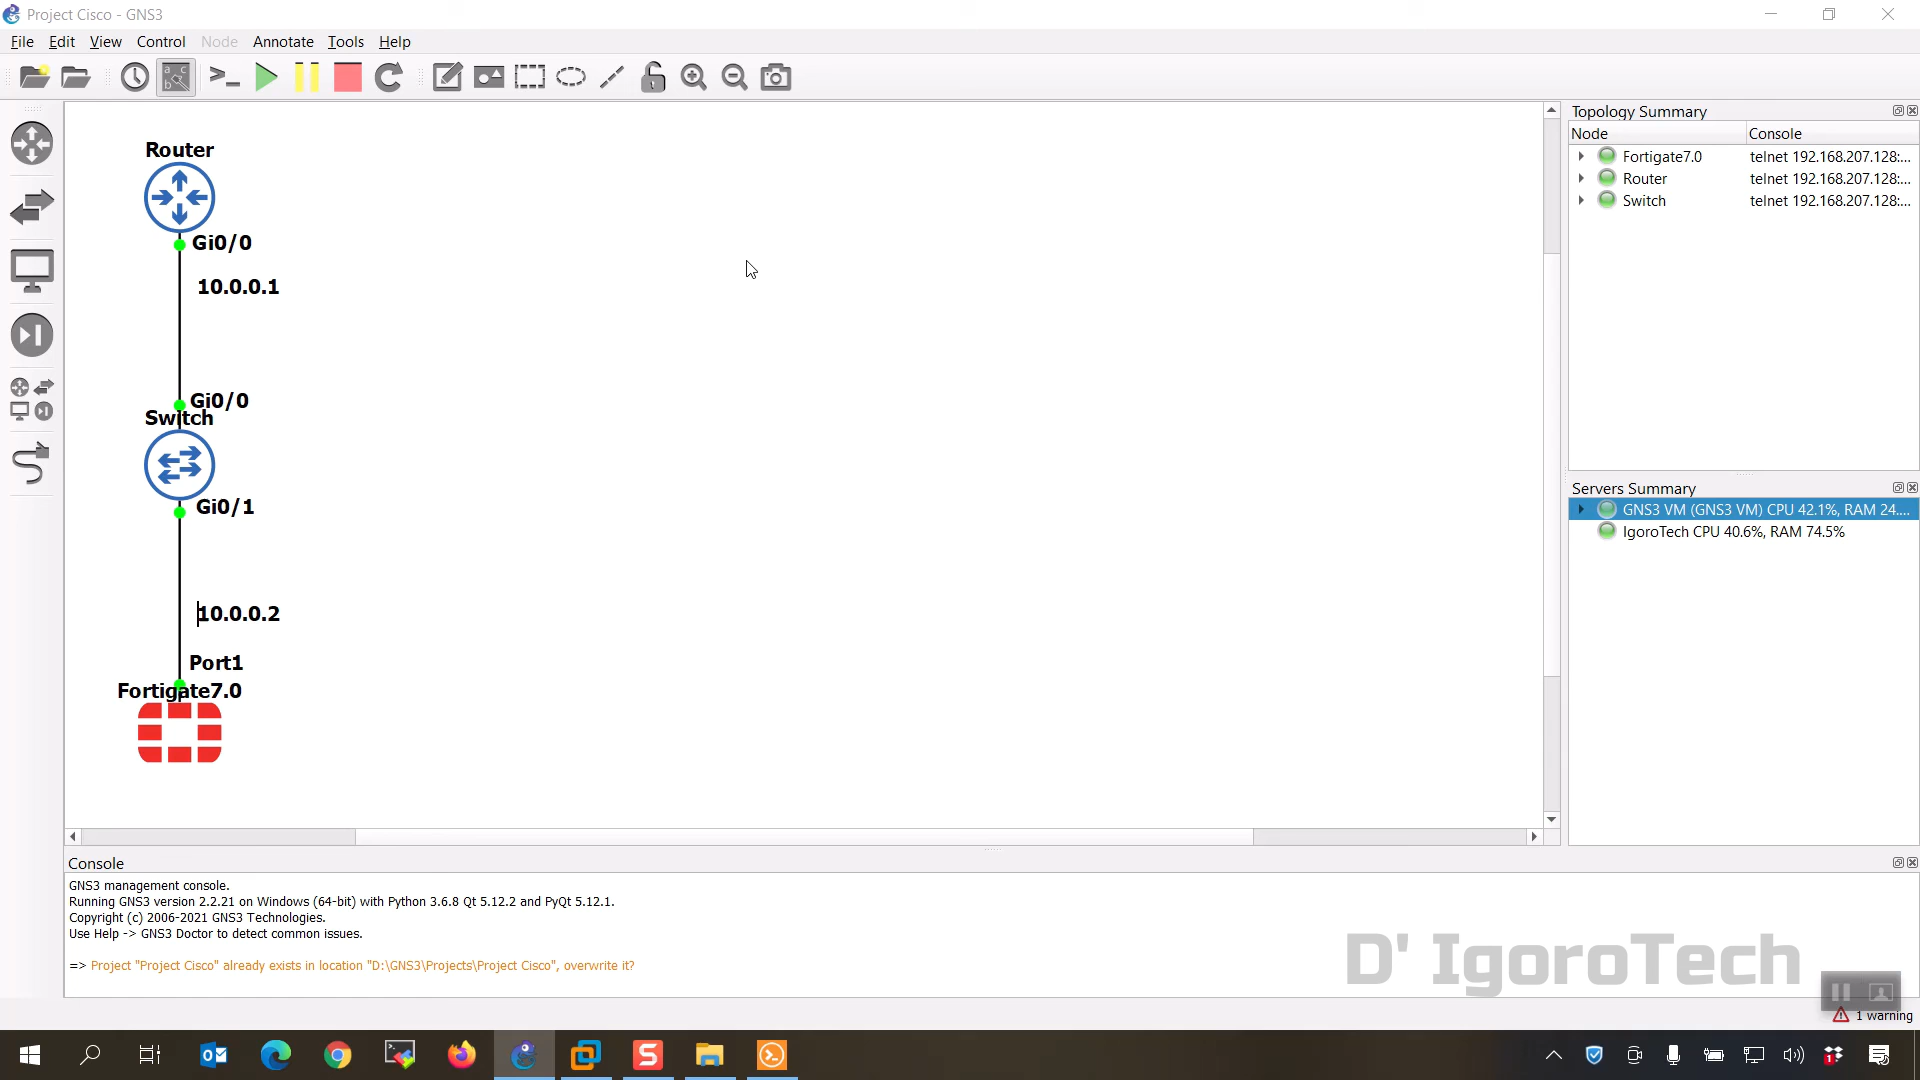 Project Cisco - GNS3
File Edit View Control Node Annotate Tools Help
Router
Gi0/0
10.0.0.1
Gi0/0
Switch
Gi0/1
10.0.0.2
Port1
Fortigate7.0
Topology Summary
Node Console
Fortigate7.0 telnet 192.168.207.128:...
Router telnet 192.168.207.128:...
Switch telnet 192.168.207.128:...
Servers Summary
GNS3 VM (GNS3 VM) CPU 42.1%, RAM 24....
IgoroTech CPU 40.6%, RAM 74.5%
Console
GNS3 management console.
Running GNS3 version 2.2.21 on Windows (64-bit) with Python 3.6.8 Qt 5.12.2 and PyQt 5.12.1.
Copyright (c) 2006-2021 GNS3 Technologies.
Use Help -> GNS3 Doctor to detect common issues.
=> Project "Project Cisco" already exists in location "D:\GNS3\Projects\Project Cisco", overwrite it?
D' IgoroTech
1 warning